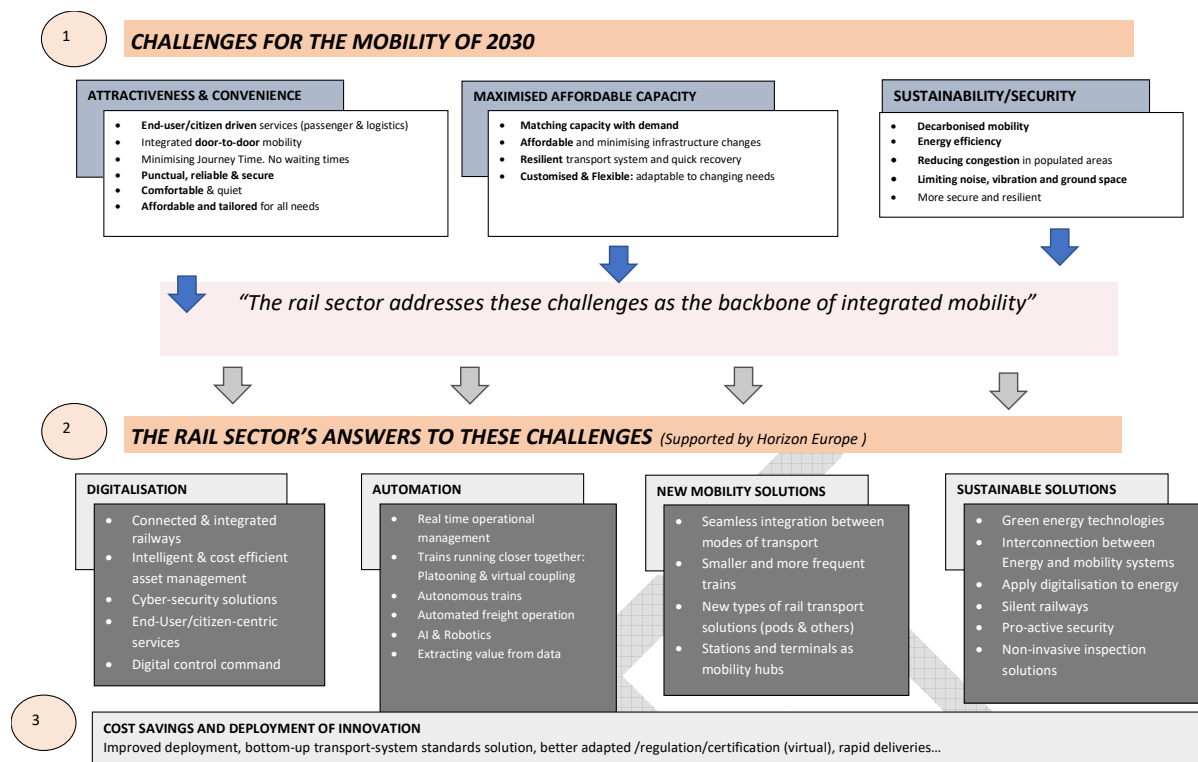 1
CHALLENGES FOR THE MOBILITY OF 2030
ATTRACTIVENESS & CONVENIENCE
• End-user/citizen driven services (passenger & logistics)
• Integrated door-to-door mobility
• Minimising Journey Time. No waiting times
• Punctual, reliable & secure
• Comfortable & quiet
• Affordable and tailored for all needs
MAXIMISED AFFORDABLE CAPACITY
• Matching capacity with demand
• Affordable and minimising infrastructure changes
• Resilient transport system and quick recovery
• Customised & Flexible: adaptable to changing needs
SUSTAINABILITY/SECURITY
• Decarbonised mobility
• Energy efficiency
• Reducing congestion in populated areas
• Limiting noise, vibration and ground space
• More secure and resilient
“The rail sector addresses these challenges as the backbone of integrated mobility”
2
THE RAIL SECTOR’S ANSWERS TO THESE CHALLENGES (Supported by Horizon Europe )
DIGITALISATION
• Connected & integrated
railways
• Intelligent & cost efficient
asset management
• Cyber-security solutions
• End-User/citizen-centric
services
• Digital control command
AUTOMATION
• Real time operational
management
• Trains running closer together:
Platooning & virtual coupling
• Autonomous trains
• Automated freight operation
• AI & Robotics
• Extracting value from data
NEW MOBILITY SOLUTIONS
• Seamless integration between
modes of transport
• Smaller and more frequent
trains
• New types of rail transport
solutions (pods & others)
• Stations and terminals as
mobility hubs
SUSTAINABLE SOLUTIONS
• Green energy technologies
• Interconnection between
Energy and mobility systems
• Apply digitalisation to energy
• Silent railways
• Pro-active security
• Non-invasive inspection
solutions
3
COST SAVINGS AND DEPLOYMENT OF INNOVATION
Improved deployment, bottom-up transport-system standards solution, better adapted /regulation/certification (virtual), rapid deliveries…